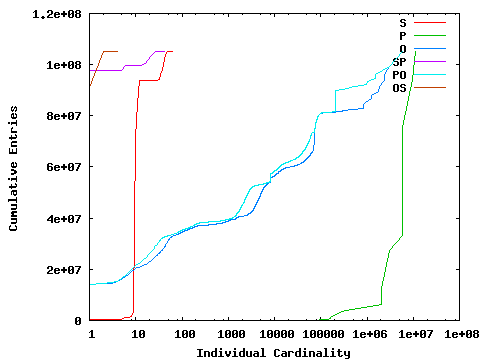 1.2e+08
1e+08
8e+07
6e+07
4e+07
2e+07
0
Cumulative Entries
S
P
O
SP
PO
OS
1 10 100 1000 10000 100000 1e+06 1e+07 1e+08
Individual Cardinality